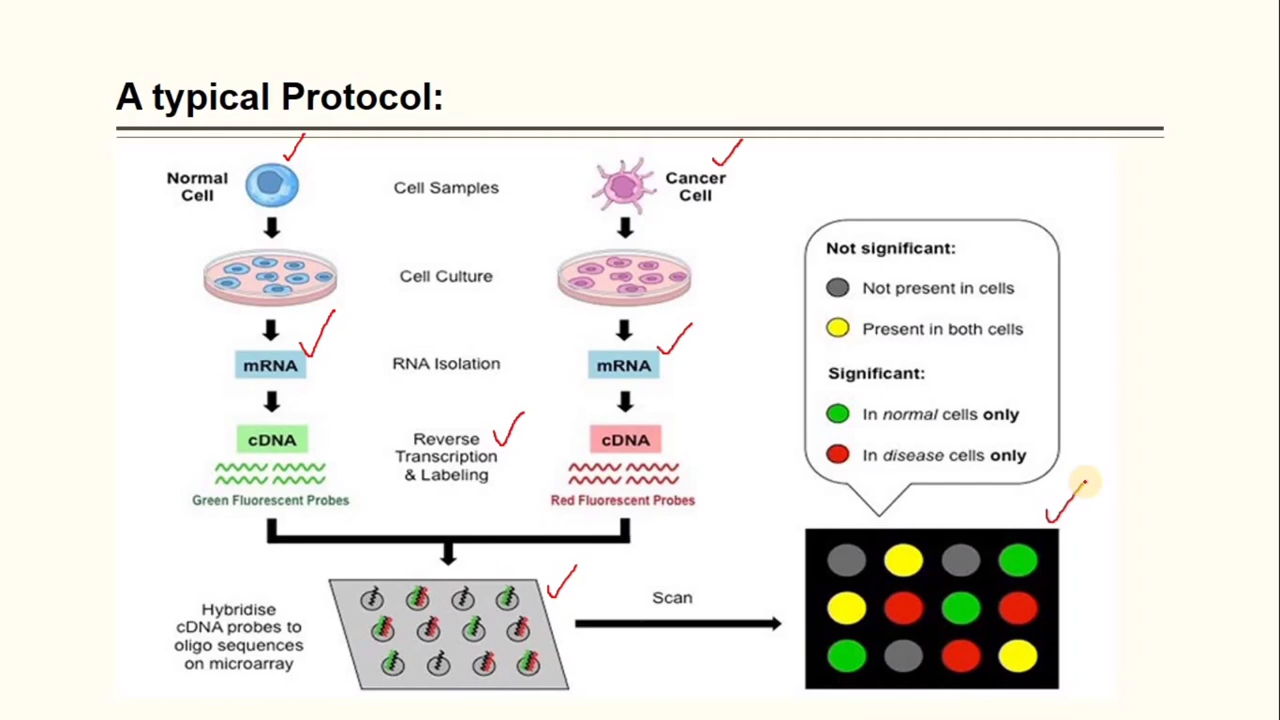 A typical Protocol:
Normal
Cell
Cell Samples
Cancer
Cell
Cell Culture
mRNA
RNA Isolation
mRNA
cDNA
Reverse
Transcription
& Labeling
cDNA
Green Fluorescent Probes
Red Fluorescent Probes
Hybridise
cDNA probes to
oligo sequences
on microarray
Scan
Not significant:
Not present in cells
Present in both cells
Significant:
In normal cells only
In disease cells only